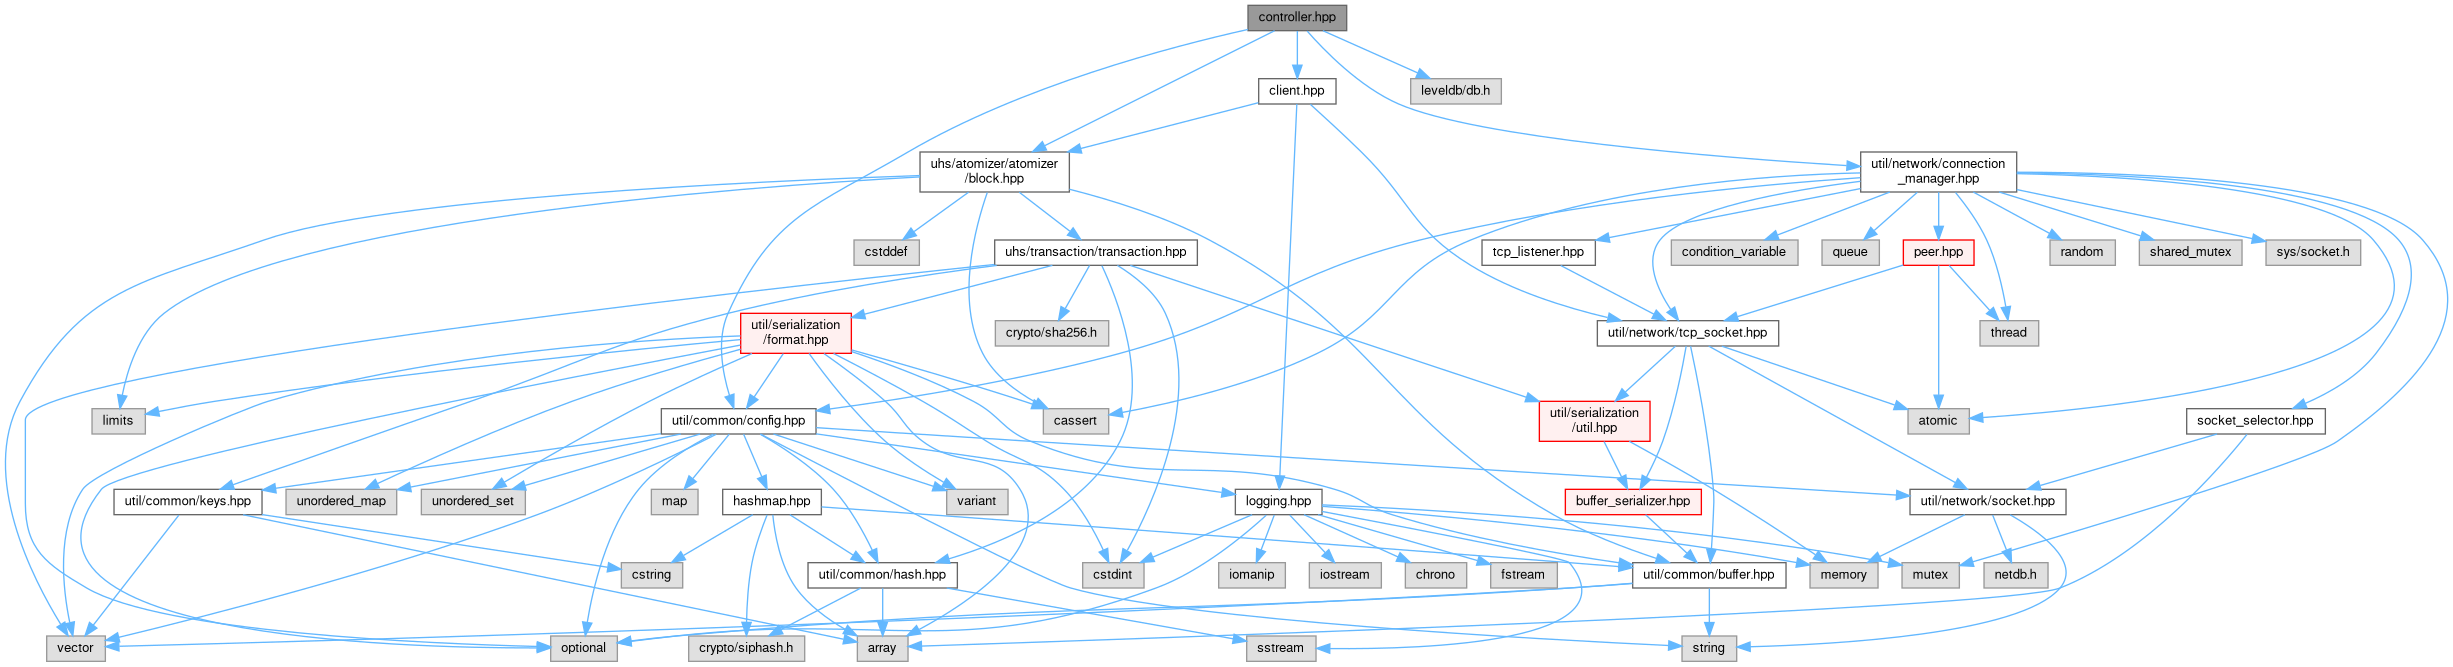 controller.hpp
client.hpp
leveldb/db.h
uhs/atomizer/atomizer
/block.hpp
util/network/connection
_manager.hpp
cstddef
uhs/transaction/transaction.hpp
tcp_listener.hpp
condition_variable
queue
peer.hpp
random
shared_mutex
sys/socket.h
util/serialization
/format.hpp
crypto/sha256.h
util/network/tcp_socket.hpp
thread
limits
util/common/config.hpp
cassert
util/serialization
/util.hpp
atomic
socket_selector.hpp
util/common/keys.hpp
unordered_map
unordered_set
map
hashmap.hpp
variant
logging.hpp
buffer_serializer.hpp
util/network/socket.hpp
cstring
util/common/hash.hpp
cstdint
iomanip
iostream
chrono
fstream
util/common/buffer.hpp
memory
mutex
netdb.h
vector
optional
crypto/siphash.h
array
sstream
string